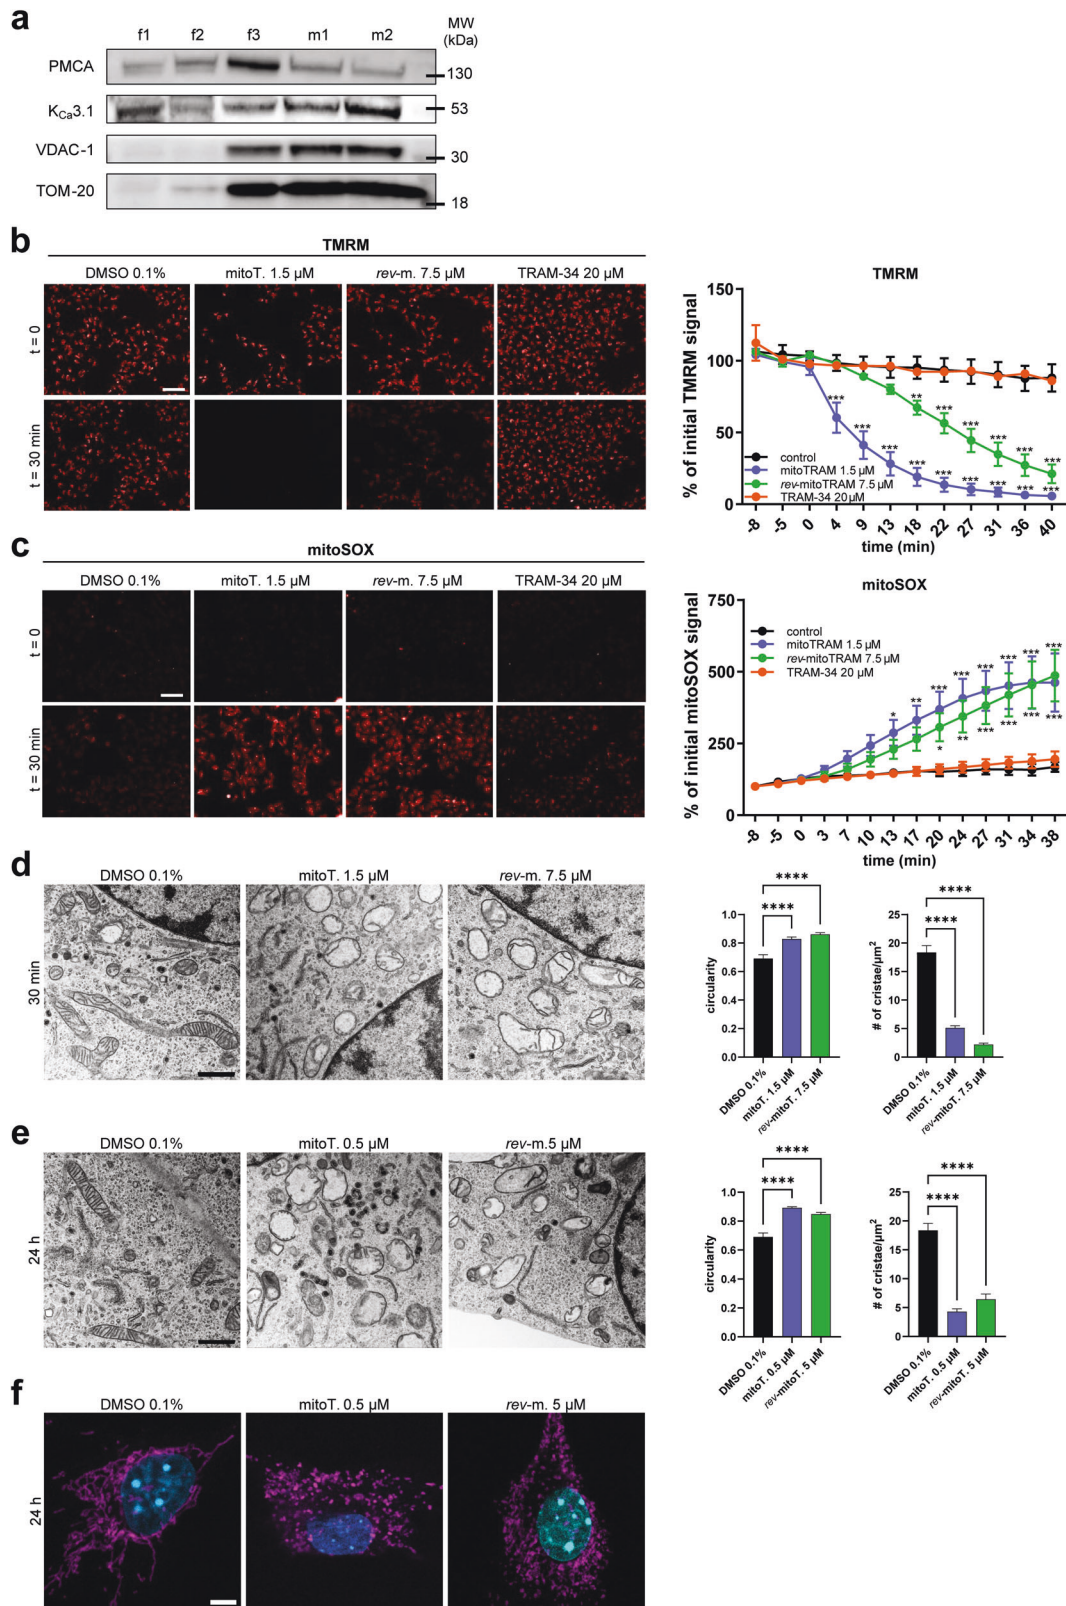 a
f1 f2 f3 m1 m2 MW
(kDa)
PMCA 130
KCa3.1 53
VDAC-1 30
TOM-20 18
b
TMRM
DMSO 0.1% mitoT. 1.5 µM rev-m. 7.5 µM TRAM-34 20 µM
t = 0
t = 30 min
TMRM
% of initial TMRM signal
150
100
50
0
*** *** *** *** *** *** *** *** ***
** *** *** *** *** ***
control
mitoTRAM 1.5 µM
rev-mitoTRAM 7.5 µM
TRAM-34 20 µM
-8 -5 0 4 9 13 18 22 27 31 36 40
time (min)
c
mitoSOX
DMSO 0.1% mitoT. 1.5 µM rev-m. 7.5 µM TRAM-34 20 µM
t = 0
t = 30 min
mitoSOX
% of initial mitoSOX signal
750
500
250
0
control
mitoTRAM 1.5 µM
rev-mitoTRAM 7.5 µM
TRAM-34 20 µM
* ** *** *** *** *** *** ***
* ** *** *** *** ***
-8 -5 0 3 7 10 13 17 20 24 27 31 34 38
time (min)
d
DMSO 0.1% mitoT. 1.5 µM rev-m. 7.5 µM
30 min
**** ****
circularity
1.0
0.8
0.6
0.4
0.2
0.0
DMSO 0.1% mitoT. 1.5 µM rev-mitoT. 7.5 µM
**** ****
# of cristae/µm²
25
20
15
10
5
0
DMSO 0.1% mitoT. 1.5 µM rev-mitoT. 7.5 µM
e
DMSO 0.1% mitoT. 0.5 µM rev-m.5 µM
24 h
**** ****
circularity
1.0
0.8
0.6
0.4
0.2
0.0
DMSO 0.1% mitoT. 0.5 µM rev-mitoT. 5 µM
**** ****
# of cristae/µm²
25
20
15
10
5
0
DMSO 0.1% mitoT. 0.5 µM rev-mitoT. 5 µM
f
DMSO 0.1% mitoT. 0.5 µM rev-m. 5 µM
24 h